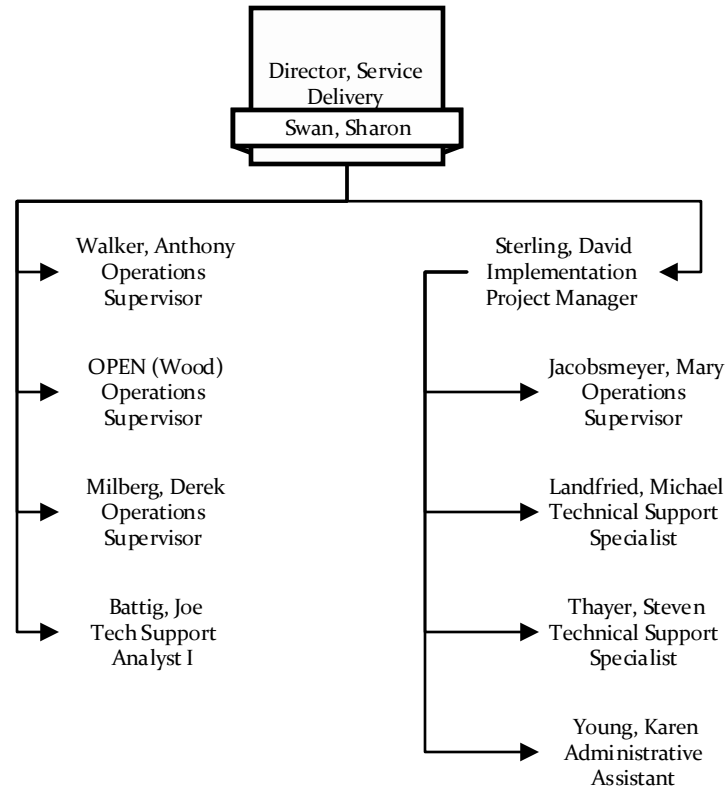 Director, Service
Delivery
Swan, Sharon
Walker, Anthony
Operations
Supervisor
OPEN (Wood)
Operations
Supervisor
Milberg, Derek
Operations
Supervisor
Battig, Joe
Tech Support
Analyst I
Sterling, David
Implementation
Project Manager
Jacobsmeyer, Mary
Operations
Supervisor
Landfried, Michael
Technical Support
Specialist
Thayer, Steven
Technical Support
Specialist
Young, Karen
Administrative
Assistant